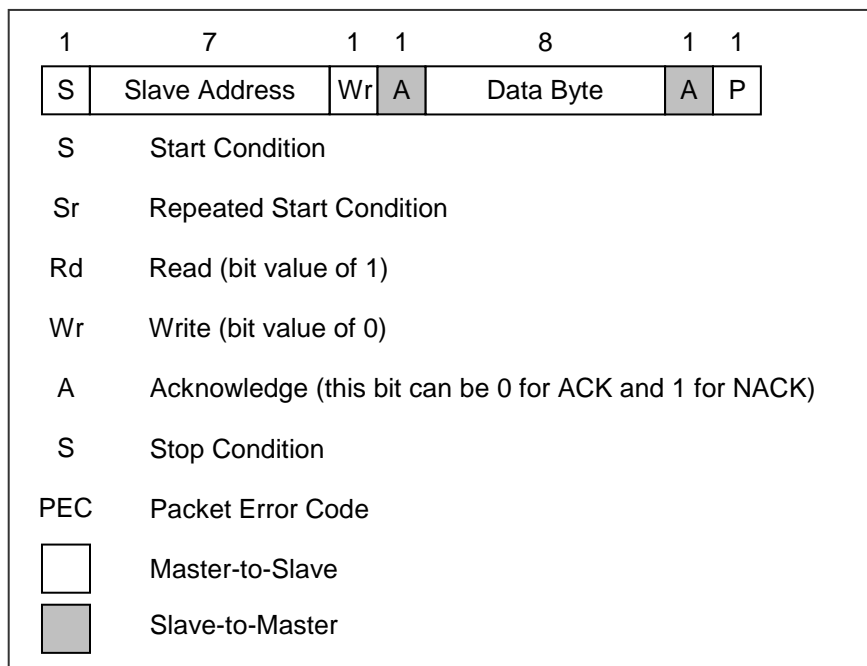 1 7 1 1 8 1 1
S Slave Address Wr A Data Byte A P
S Start Condition
Sr Repeated Start Condition
Rd Read (bit value of 1)
Wr Write (bit value of 0)
A Acknowledge (this bit can be 0 for ACK and 1 for NACK)
S Stop Condition
PEC Packet Error Code
Master-to-Slave
Slave-to-Master